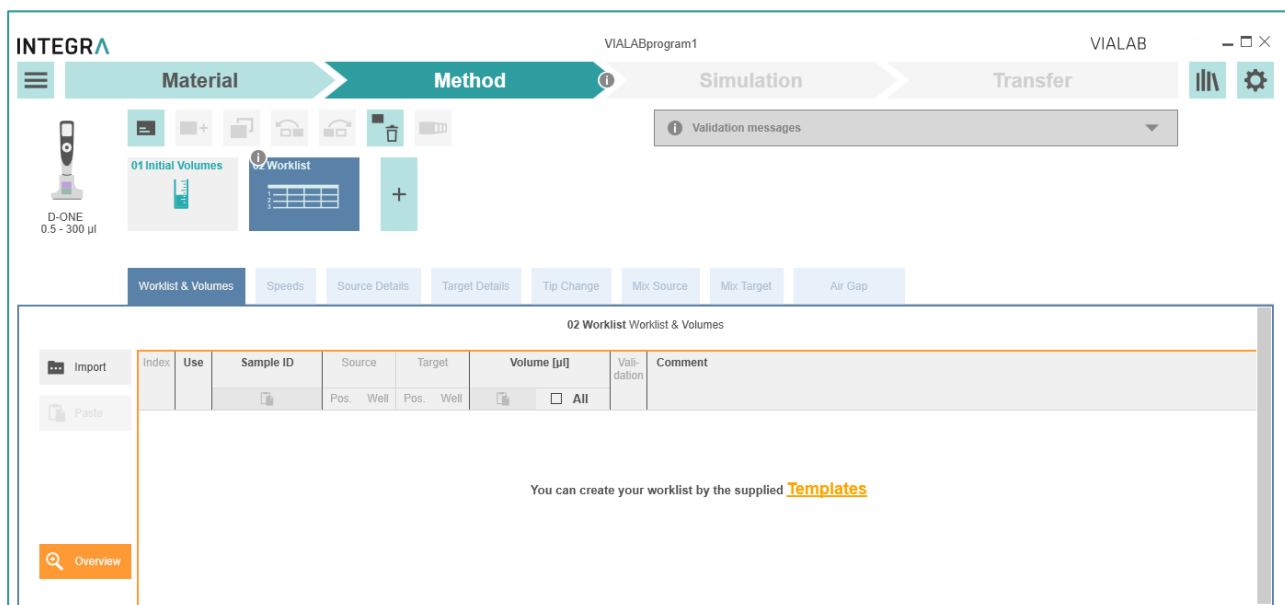 INTEGRA
VIALABprogram1
VIALAB
Material
Method
Simulation
Transfer
Validation messages
01 Initial Volumes
02 Worklist
D-ONE
0.5 - 300 µl
Worklist & Volumes
Speeds
Source Details
Target Details
Tip Change
Mix Source
Mix Target
Air Gap
02 Worklist Worklist & Volumes
Import
Paste
Index
Use
Sample ID
Source
Target
Volume [µl]
Vali-
dation
Comment
Pos. Well
Pos. Well
All
You can create your worklist by the supplied Templates
Overview